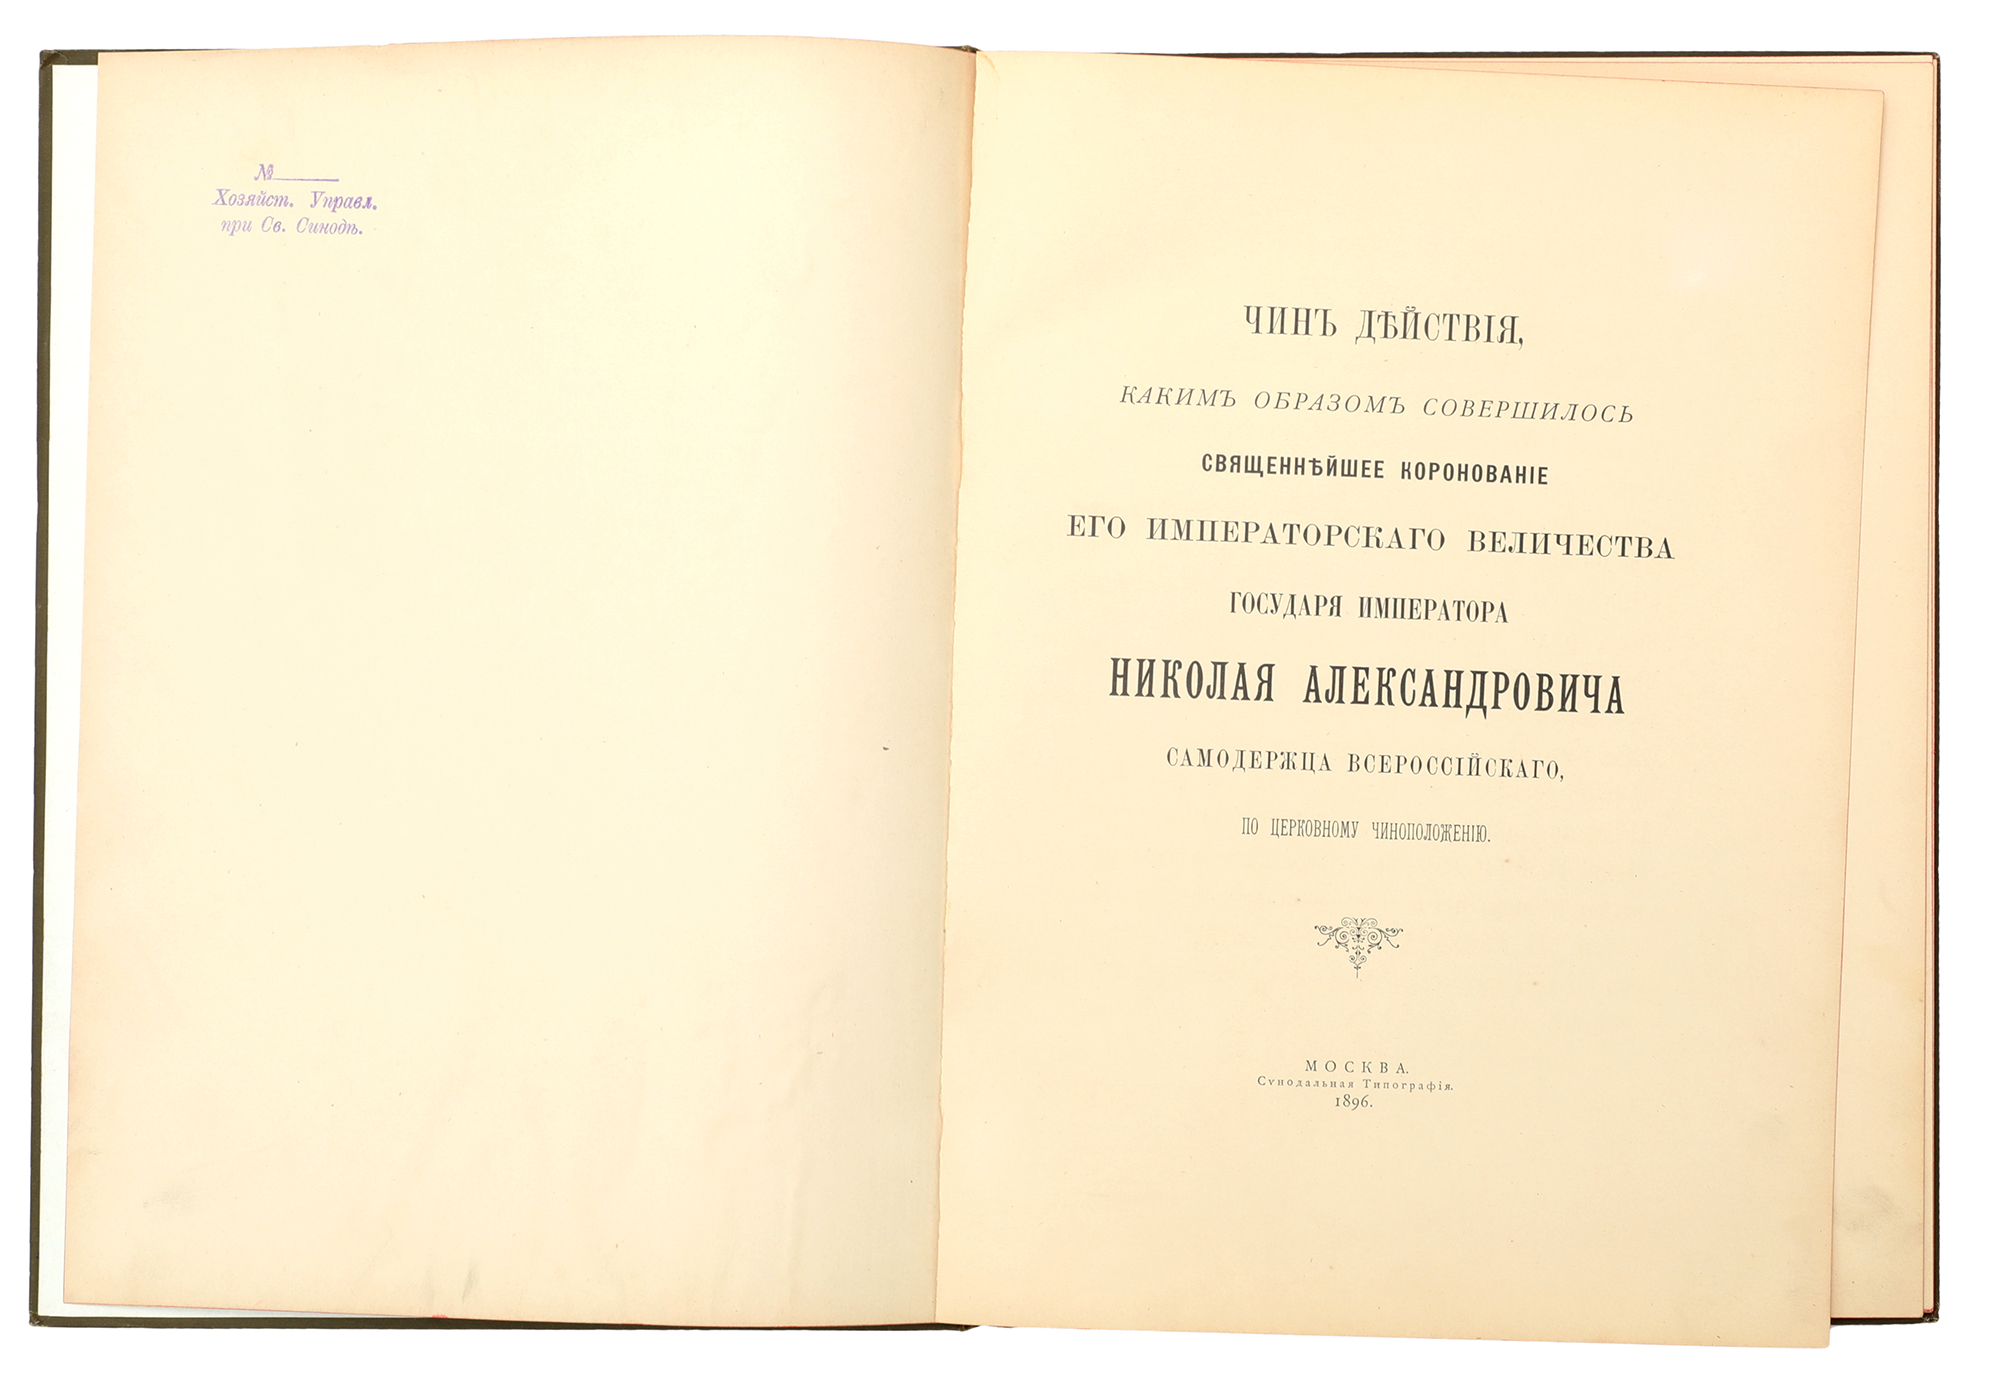 №
Хозяйст. Управл.
при Св. Синодѣ.
ЧИНЪ ДѢЙСТВІЯ,
КАКИМЪ ОБРАЗОМЪ СОВЕРШИЛОСЬ
СВЯЩЕННѢЙШЕЕ КОРОНОВАНІЕ
ЕГО ИМПЕРАТОРСКАГО ВЕЛИЧЕСТВА
ГОСУДАРЯ ИМПЕРАТОРА
НИКОЛАЯ АЛЕКСАНДРОВИЧА
САМОДЕРЖЦА ВСЕРОССІЙСКАГО,
ПО ЦЕРКОВНОМУ ЧИНОПОЛОЖЕНІЮ.
МОСКВА.
Сѵнодальная Типографія.
1896.